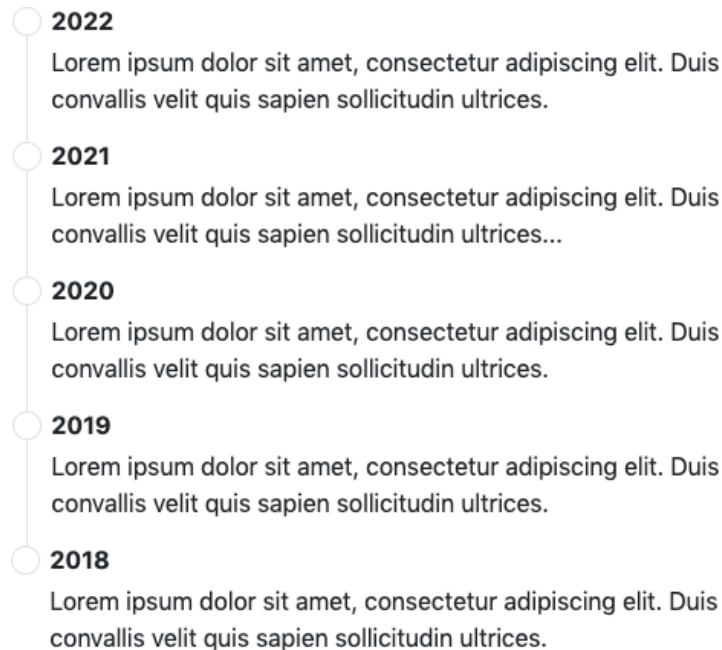 2022
Lorem ipsum dolor sit amet, consectetur adipiscing elit. Duis
convallis velit quis sapien sollicitudin ultrices.
2021
Lorem ipsum dolor sit amet, consectetur adipiscing elit. Duis
convallis velit quis sapien sollicitudin ultrices...
2020
Lorem ipsum dolor sit amet, consectetur adipiscing elit. Duis
convallis velit quis sapien sollicitudin ultrices.
2019
Lorem ipsum dolor sit amet, consectetur adipiscing elit. Duis
convallis velit quis sapien sollicitudin ultrices.
2018
Lorem ipsum dolor sit amet, consectetur adipiscing elit. Duis
convallis velit quis sapien sollicitudin ultrices.